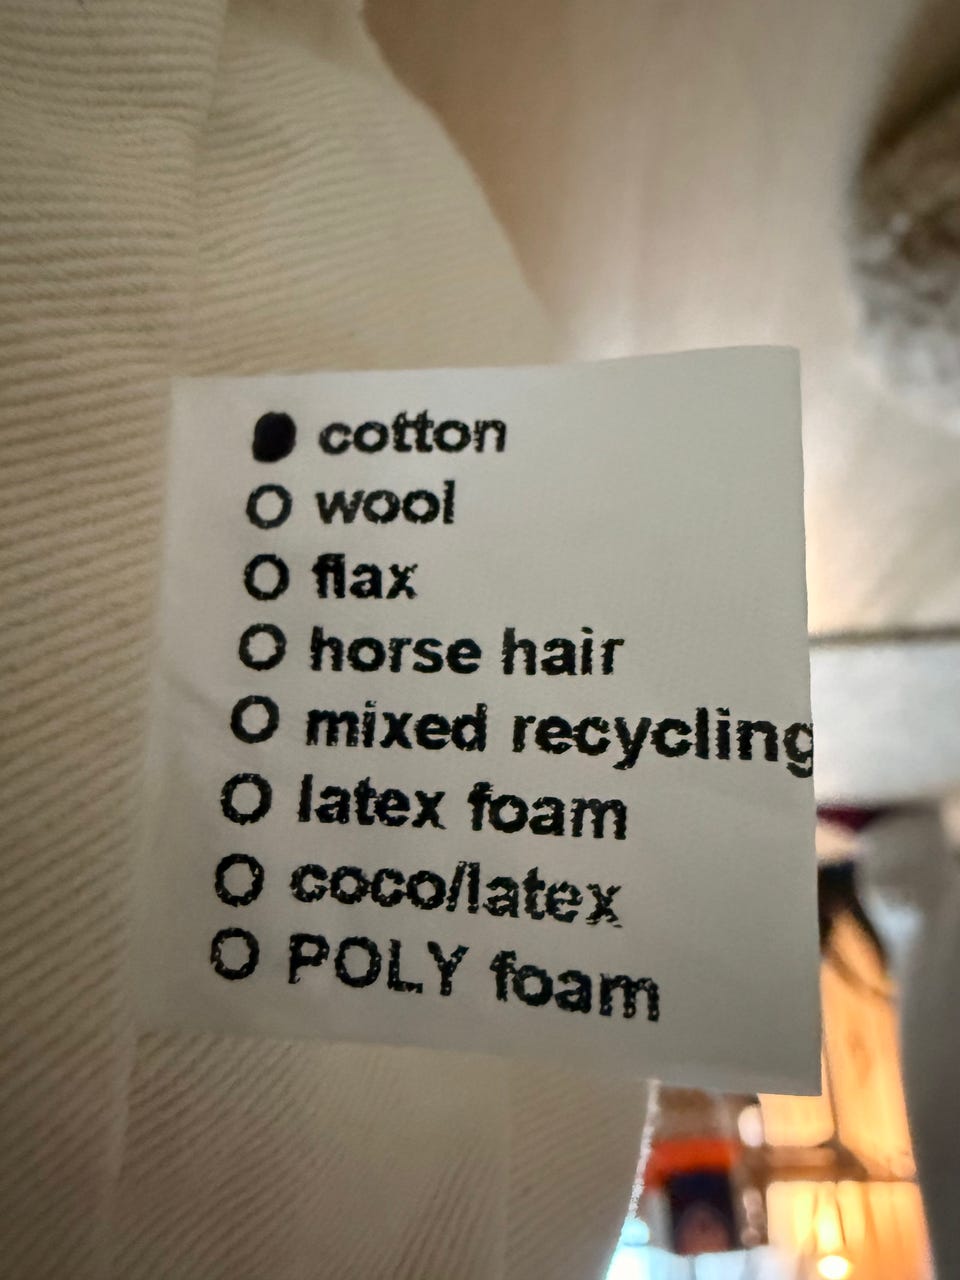 cotton
wool
flax
horse hair
mixed recycling
latex foam
coco/latex
POLY foam